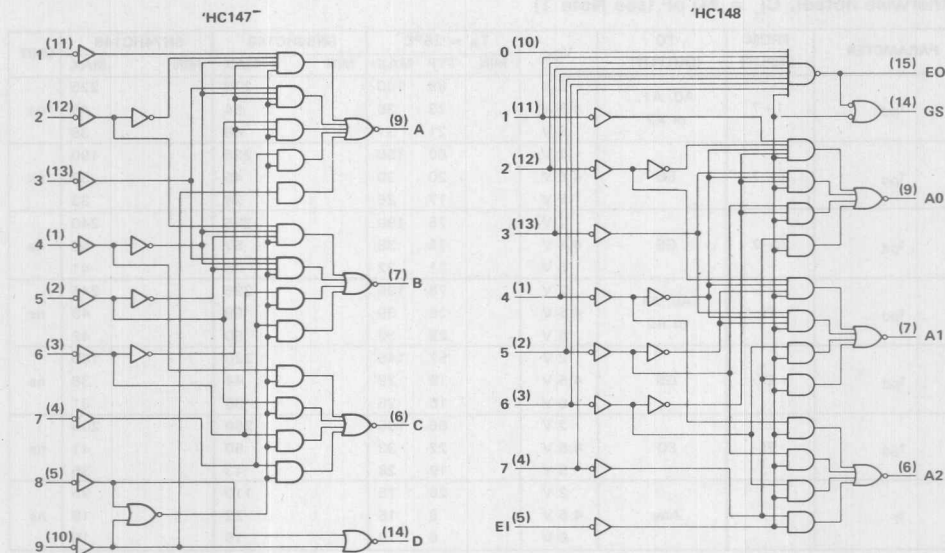 'HC147
'HC148
1 (11)
2 (12)
3 (13)
4 (1)
5 (2)
6 (3)
7 (4)
8 (5)
9 (10)
(9) A
(7) B
(6) C
(14) D
0 (10)
1 (11)
2 (12)
3 (13)
4 (1)
5 (2)
6 (3)
7 (4)
EI (5)
(15) EO
(14) GS
(9) A0
(7) A1
(6) A2